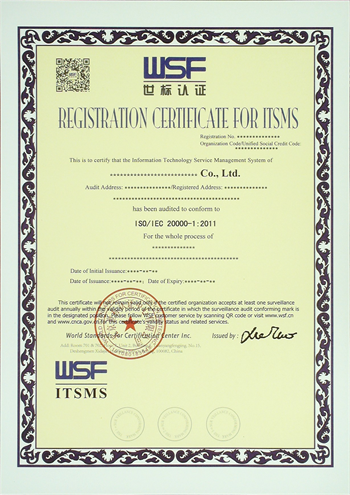 WSF
世标认证
REGISTRATION CERTIFICATE FOR ITSMS
Registration No. **************
Organization Code/Unified Social Credit Code:
**************
This is to certify that the Information Technology Service Management System of
************************* Co., Ltd.
Audit Address: **************/Registered Address: *************
***************************************
has been audited to conform to
ISO/IEC 20000-1:2011
For the whole process of
**************
***************************
Date of Initial Issuance:****-**-**
Date of Issuance:****-**-**; Date of Expiry:****-**-**
This certificate will not remain valid until the certified organization accepts at least one surveillance
audit annually within the validity period of the certificate in which the surveillance audit conforming mark is
in the designated position. Please follow WSF customer service by scanning QR code or visit www.wsf.cn
and www.cnca.gov.cn for this certificate's validity status and related services.
World Standards for Certification Center Inc.
Issued by :
WSF
ITSMS